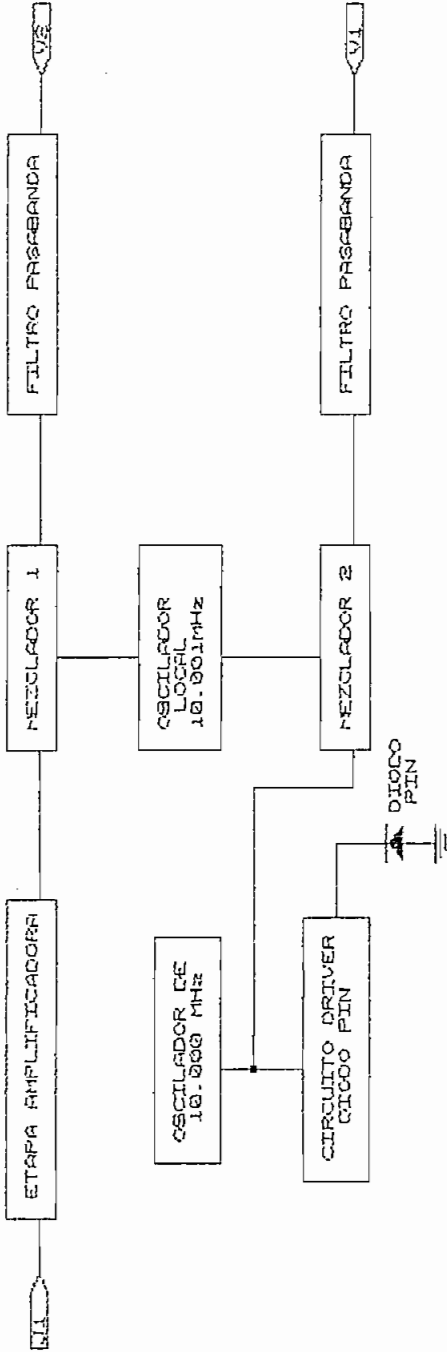 ETAPA AMPLIFICADORA
MEZCLADOR 1
FILTRO PASABANDA
V2
OSCILADOR
LOCAL
10.001MHz
OSCILADOR DE
10.000 MHz
CIRCUITO DRIVER
DIODO PIN
DIODO
PIN
MEZCLADOR 2
FILTRO PASABANDA
V1